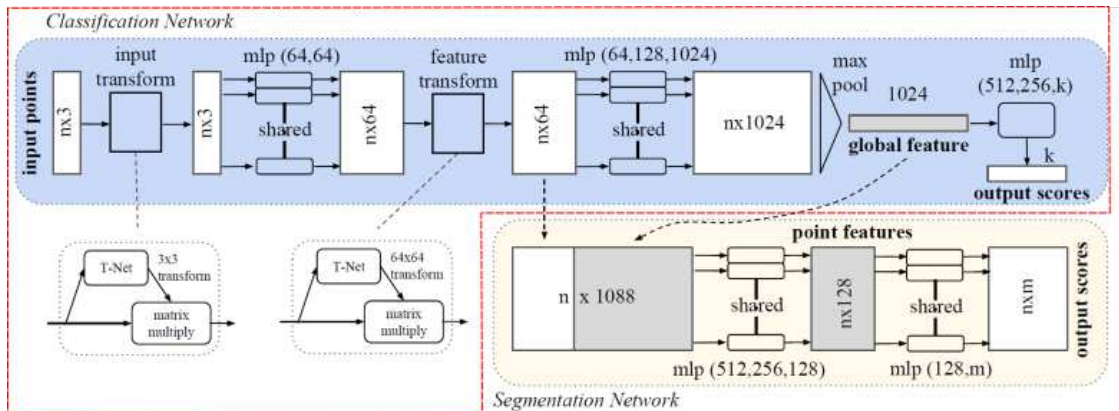 Classification Network
input points
nx3
input
transform
nx3
mlp (64,64)
shared
nx64
feature
transform
nx64
mlp (64,128,1024)
shared
nx1024
max
pool
1024
global feature
mlp
(512,256,k)
k
output scores
T-Net
3x3
transform
matrix
multiply
T-Net
64x64
transform
matrix
multiply
point features
n x 1088
shared
mlp (512,256,128)
nx128
shared
mlp (128,m)
nxm
output scores
Segmentation Network